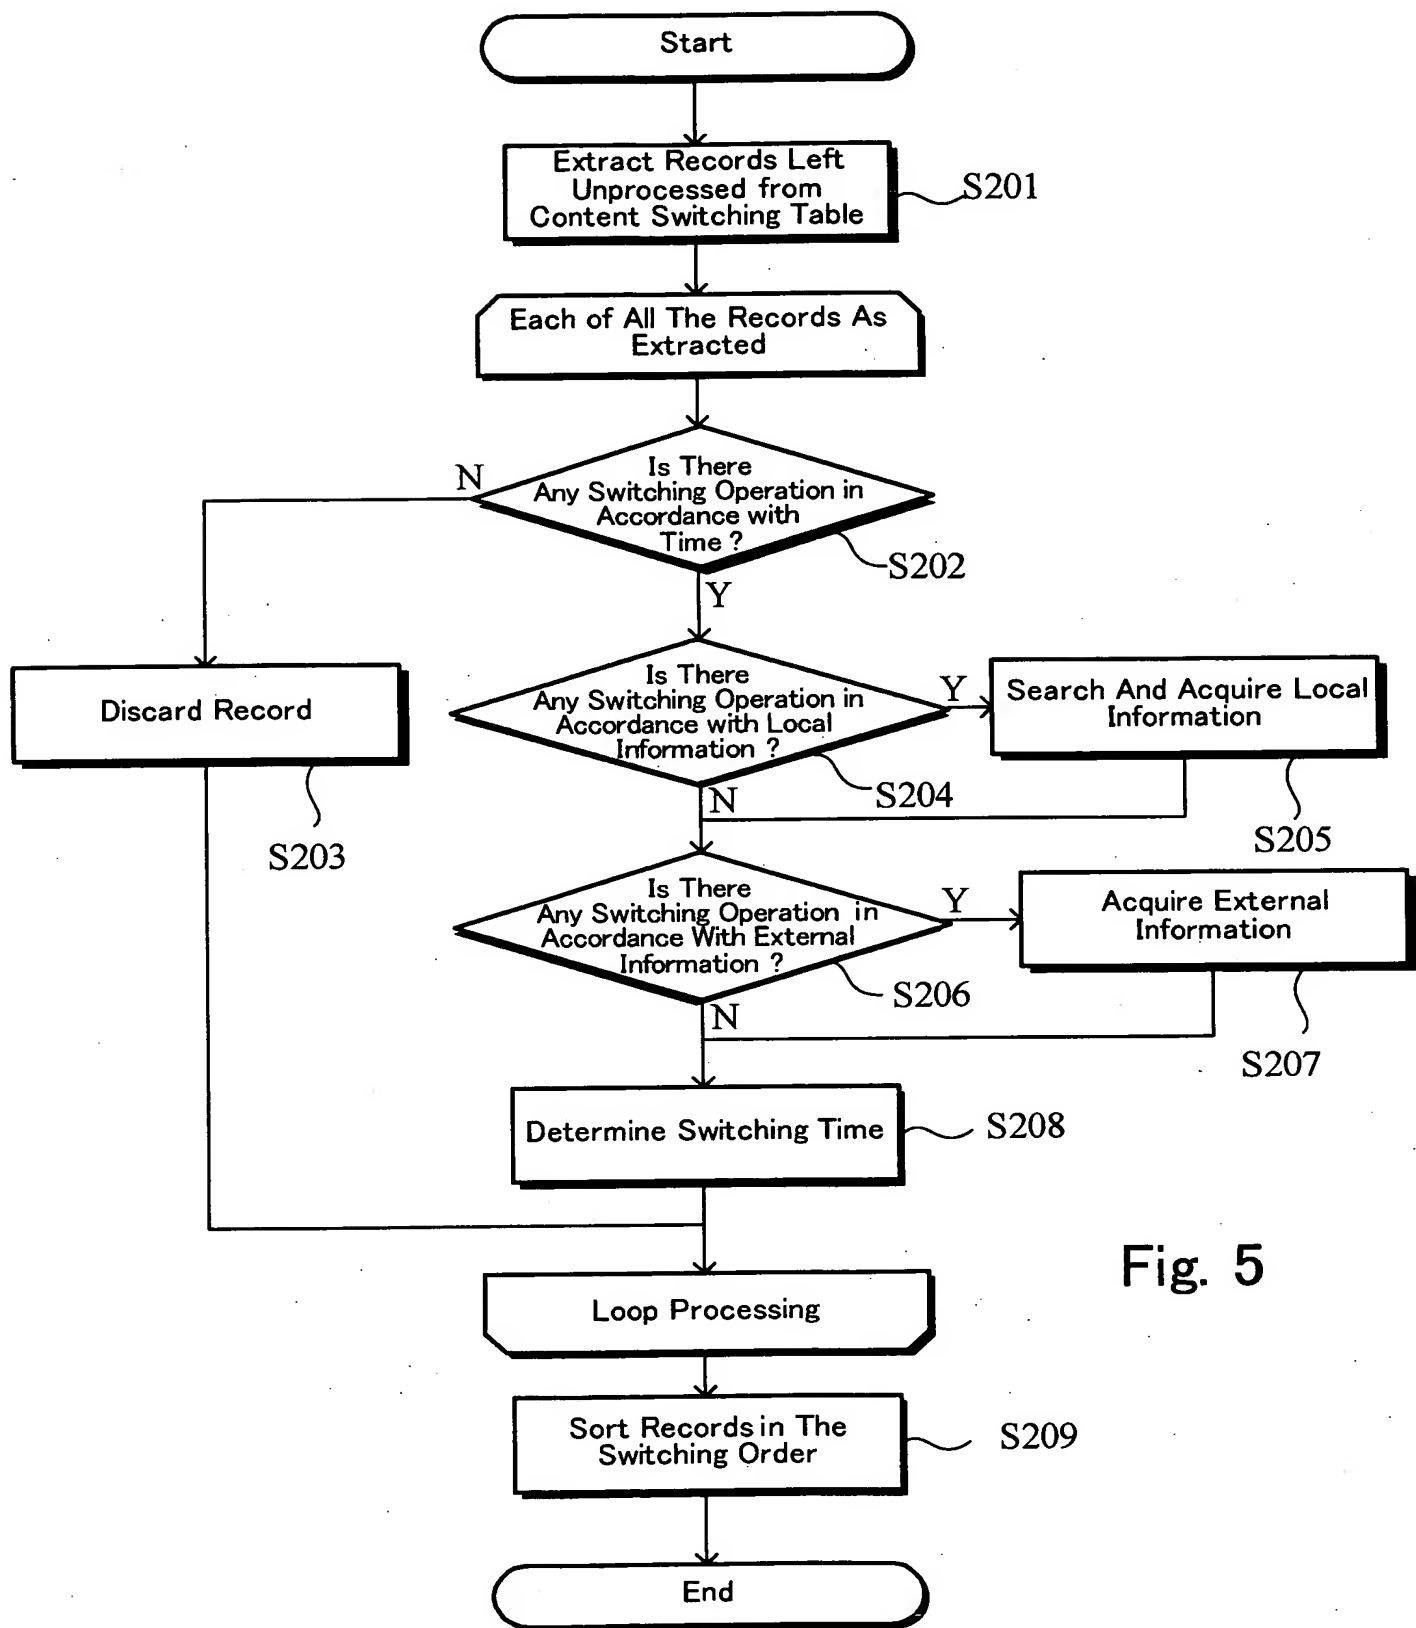 Start
Extract Records Left
Unprocessed from
Content Switching Table
S201
Each of All The Records As
Extracted
Is There
Any Switching Operation in
Accordance with
Time ?
N
S202
Y
Discard Record
S203
Is There
Any Switching Operation in
Accordance with Local
Information ?
Y
Search And Acquire Local
Information
S204
N
S205
Is There
Any Switching Operation in
Accordance With External
Information ?
Y
Acquire External
Information
S206
N
S207
Determine Switching Time
S208
Fig. 5
Loop Processing
Sort Records in The
Switching Order
S209
End